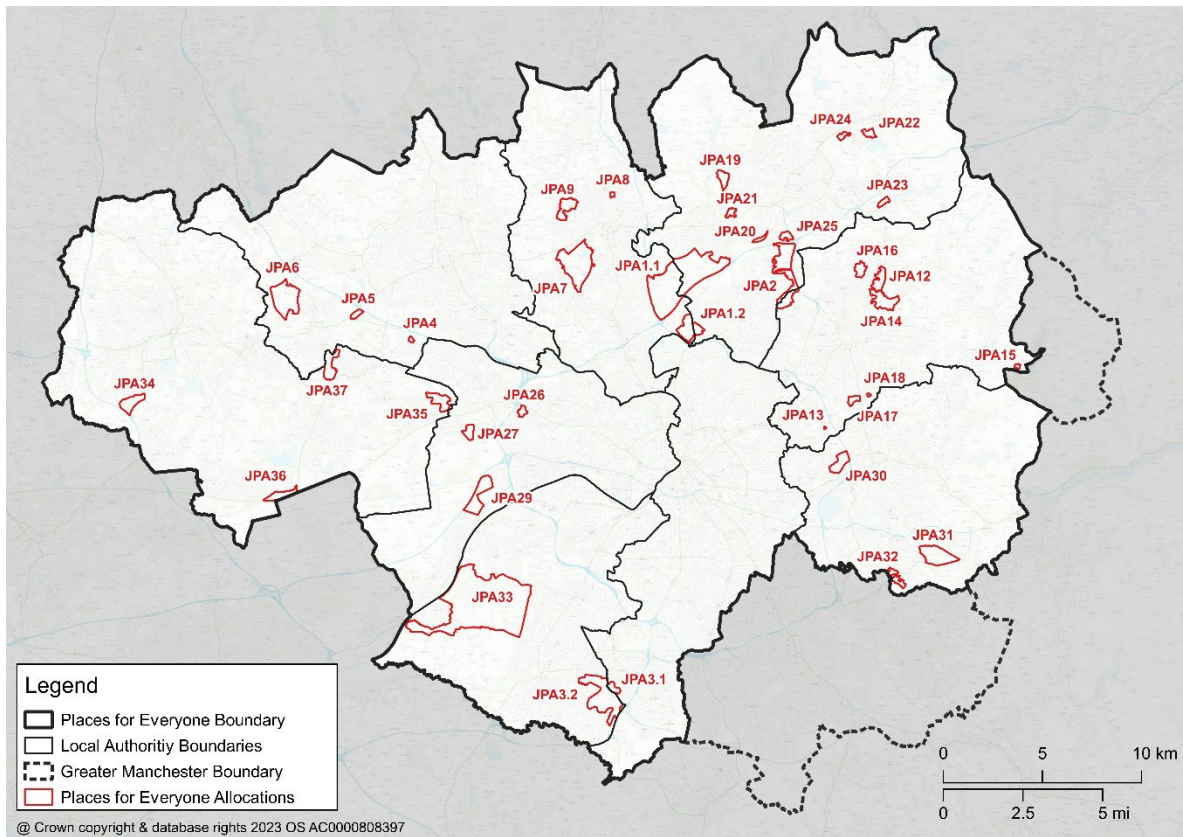 JPA24
JPA22
JPA19
JPA9
JPA8
JPA21
JPA23
JPA20
JPA25
JPA6
JPA7
JPA1.1
JPA16
JPA12
JPA2
JPA5
JPA14
JPA4
JPA1.2
JPA15
JPA34
JPA37
JPA18
JPA35
JPA26
JPA13
JPA17
JPA27
JPA30
JPA36
JPA29
JPA31
JPA32
JPA33
JPA3.2
JPA3.1
Legend
Places for Everyone Boundary
Local Authoritiy Boundaries
Greater Manchester Boundary
Places for Everyone Allocations
0 5 10 km
0 2.5 5 mi
@ Crown copyright & database rights 2023 OS AC0000808397